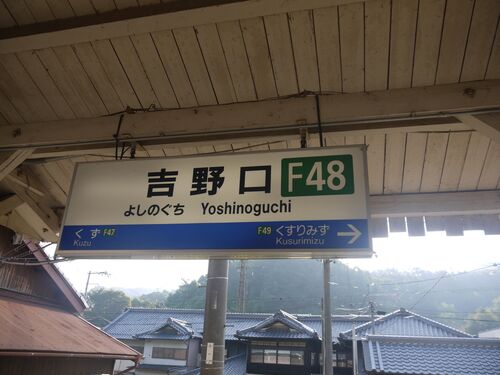 吉野口 F48
よしのぐち Yoshinoguchi
くず F47 F49 くすりみず
Kuzu Kusurimizu